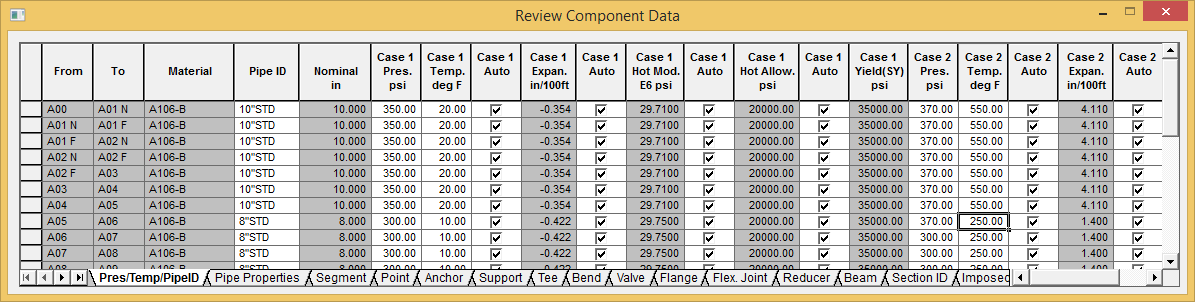 Review Component Data
From To Material Pipe ID Nominal in Case 1 Pres. psi Case 1 Temp. deg F Case 1 Auto Case 1 Expan. in/100ft Case 1 Auto Case 1 Hot Mod. E6 psi Case 1 Auto Case 1 Hot Allow. psi Case 1 Auto Case 1 Yield(SY) psi Case 2 Pres. psi Case 2 Temp. deg F Case 2 Auto Case 2 Expan. in/100ft Case 2 Auto
A00 A01 N A106-B 10"STD 10.000 350.00 20.00 -0.354 29.7100 20000.00 35000.00 370.00 550.00 4.110
A01 N A01 F A106-B 10"STD 10.000 350.00 20.00 -0.354 29.7100 20000.00 35000.00 370.00 550.00 4.110
A01 F A02 N A106-B 10"STD 10.000 350.00 20.00 -0.354 29.7100 20000.00 35000.00 370.00 550.00 4.110
A02 N A02 F A106-B 10"STD 10.000 350.00 20.00 -0.354 29.7100 20000.00 35000.00 370.00 550.00 4.110
A02 F A03 A106-B 10"STD 10.000 350.00 20.00 -0.354 29.7100 20000.00 35000.00 370.00 550.00 4.110
A03 A04 A106-B 10"STD 10.000 350.00 20.00 -0.354 29.7100 20000.00 35000.00 370.00 550.00 4.110
A04 A05 A106-B 10"STD 10.000 350.00 20.00 -0.354 29.7100 20000.00 35000.00 370.00 550.00 4.110
A05 A06 A106-B 8"STD 8.000 300.00 10.00 -0.422 29.7500 20000.00 35000.00 370.00 250.00 1.400
A06 A07 A106-B 8"STD 8.000 300.00 10.00 -0.422 29.7500 20000.00 35000.00 300.00 250.00 1.400
A07 A08 A106-B 8"STD 8.000 300.00 10.00 -0.422 29.7500 20000.00 35000.00 300.00 250.00 1.400
A08 A09 A106-B 8"STD 8.000 300.00 10.00 -0.422 29.7500 20000.00 35000.00 300.00 250.00 1.400
Pres/Temp/PipeID Pipe Properties Segment Point Anchor Support Tee Bend Valve Flange Flex. Joint Reducer Beam Section ID Imposed